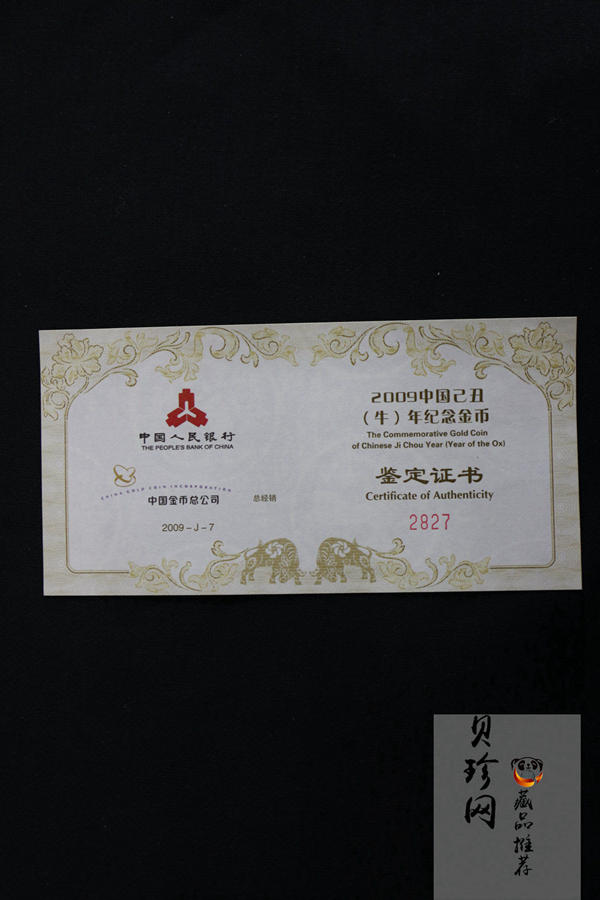 中国人民银行
THE PEOPLE'S BANK OF CHINA
CHINA GOLD COIN INCORPORATION
中国金币总公司
总经销
2009-J-7
2009中国己丑
（牛）年纪念金币
The Commemorative Gold Coin
of Chinese Ji Chou Year (Year of the Ox)
鉴定证书
Certificate of Authenticity
2827
贝珍网
藏品推荐